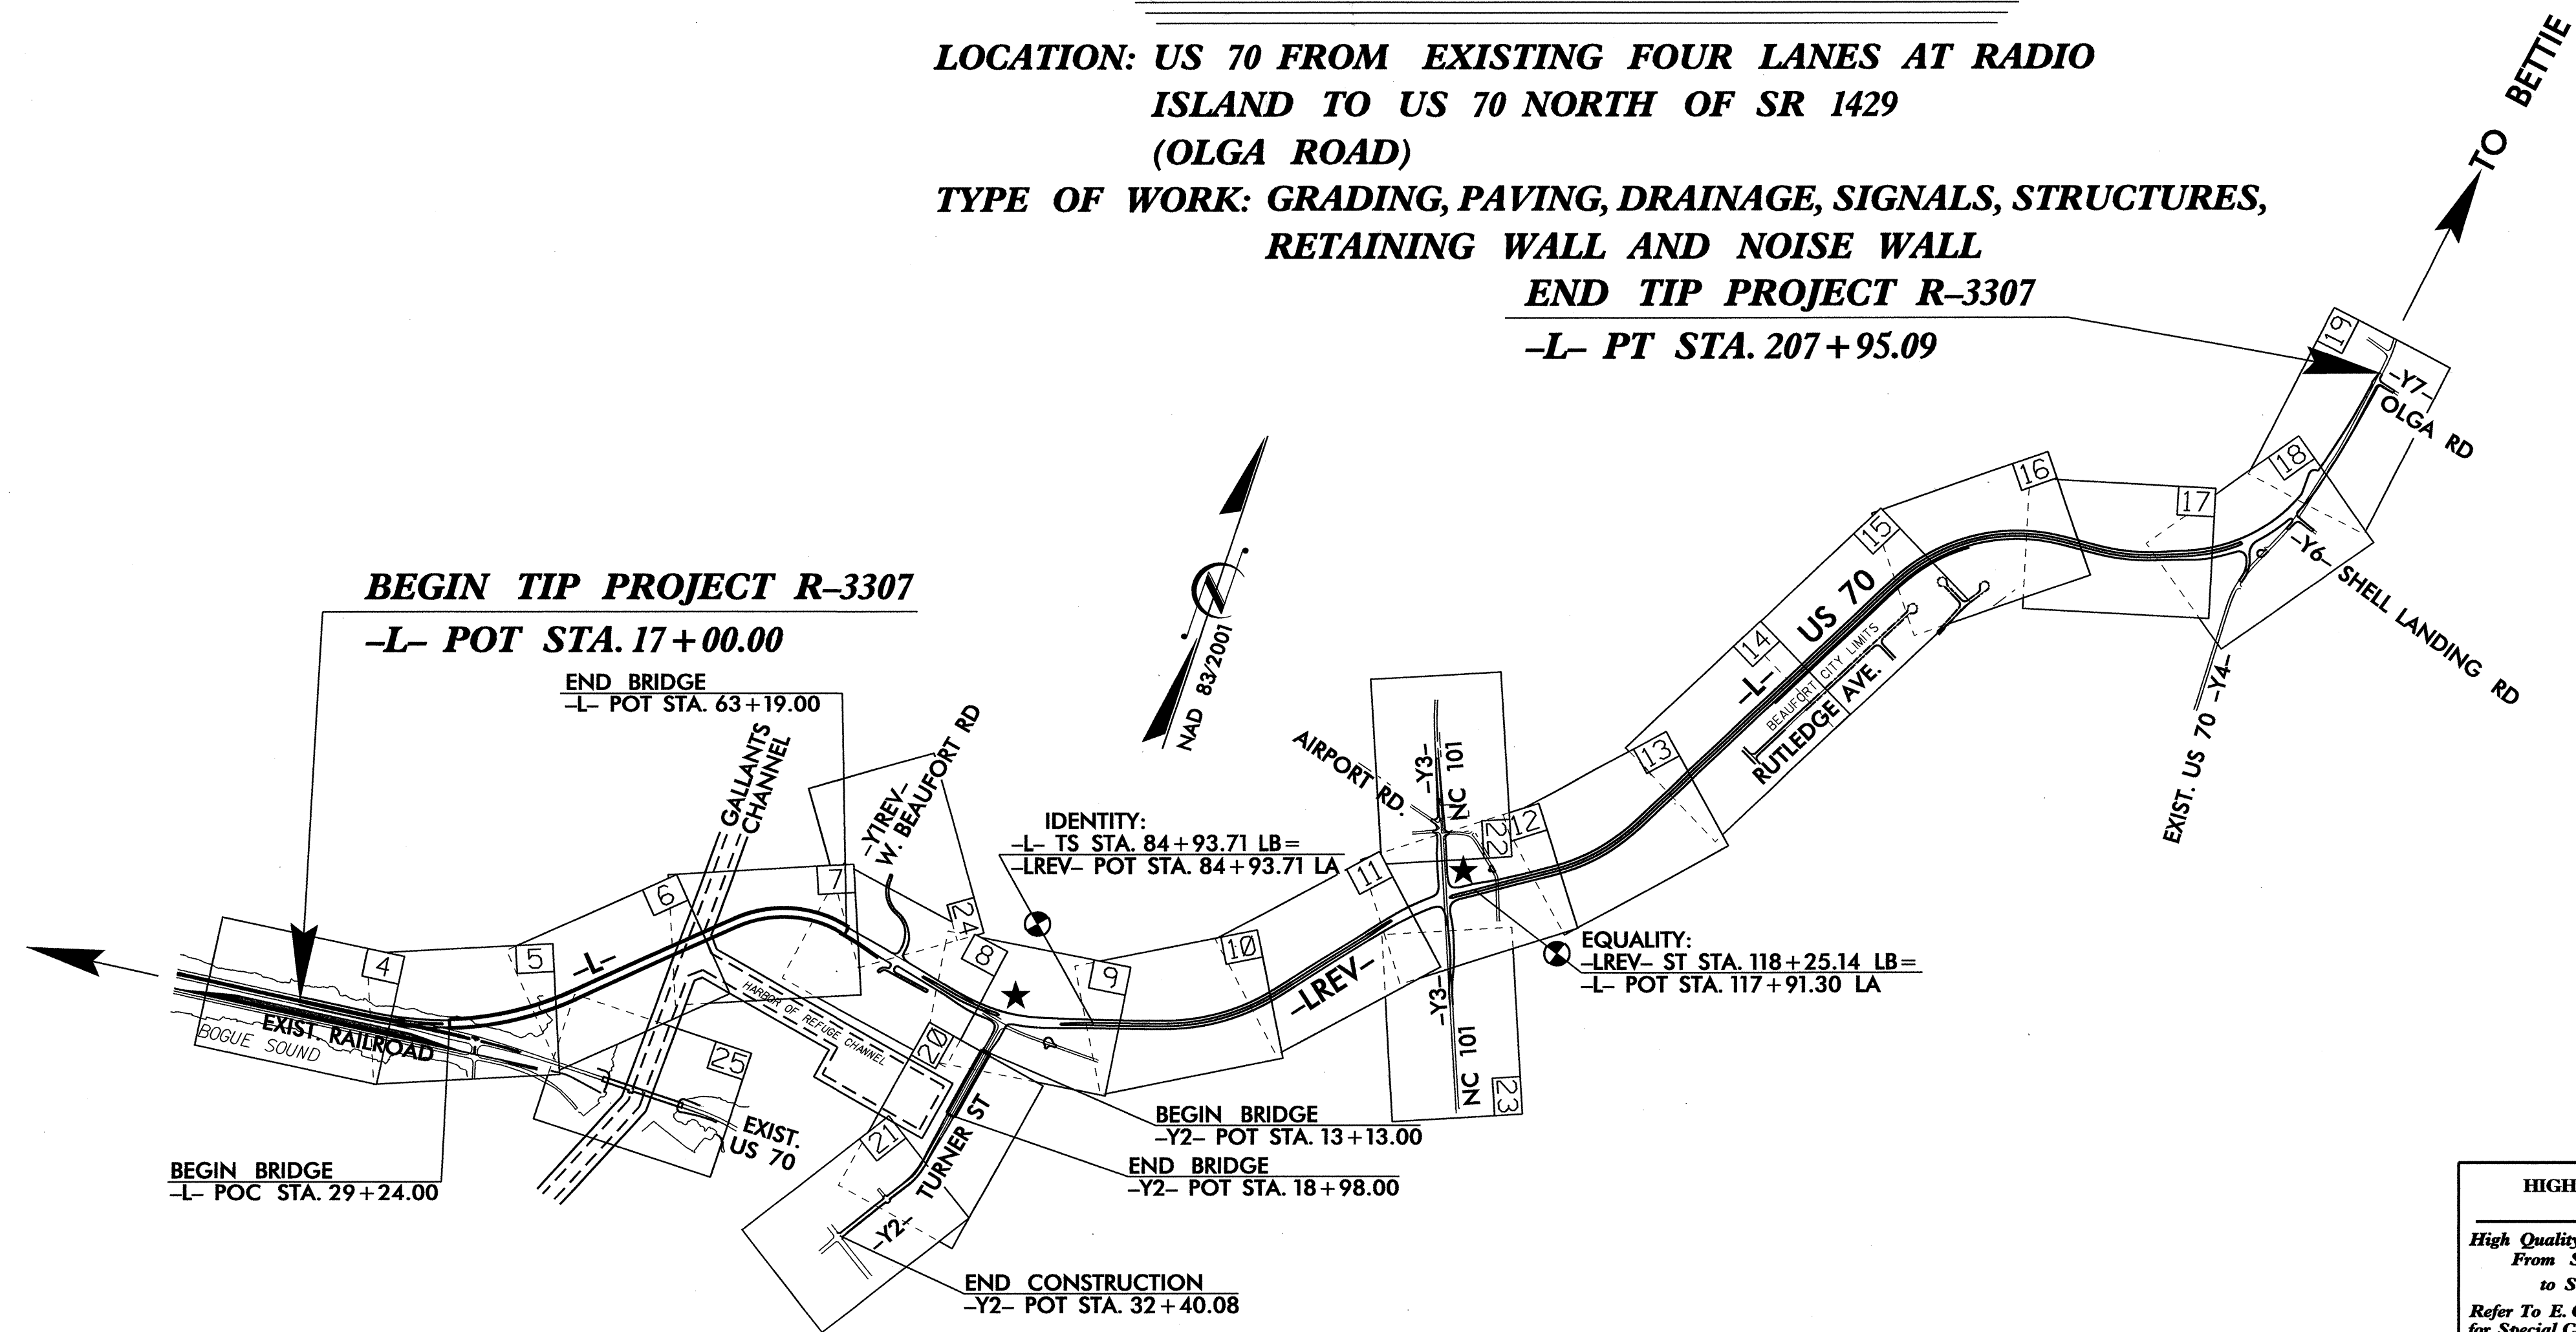 LOCATION: US 70 FROM EXISTING FOUR LANES AT RADIO
ISLAND TO US 70 NORTH OF SR 1429
(OLGA ROAD)
TYPE OF WORK: GRADING, PAVING, DRAINAGE, SIGNALS, STRUCTURES,
RETAINING WALL AND NOISE WALL
END TIP PROJECT R–3307
–L– PT STA. 207+95.09
TO BETTIE
19
–Y7–
OLGA RD
18
17
16
15
–Y6– SHELL LANDING RD
EXIST. US 70 –Y4–
US 70
14
–L–
BEAUFORT CITY LIMITS
RUTLEDGE AVE.
13
BEGIN TIP PROJECT R–3307
–L– POT STA. 17+00.00
END BRIDGE
–L– POT STA. 63+19.00
NAD 83/2001
GALLANTS
CHANNEL
–Y1REV–
W. BEAUFORT RD
AIRPORT RD.
–Y3–
NC 101
22
12
IDENTITY:
–L– TS STA. 84+93.71 LB=
–LREV– POT STA. 84+93.71 LA
11
7
6
24
4
5
–L–
8
9
10
–LREV–
EQUALITY:
–LREV– ST STA. 118+25.14 LB=
–L– POT STA. 117+91.30 LA
–Y3–
NC 101
23
EXIST. RAILROAD
BOGUE SOUND
HARBOR OF REFUGE CHANNEL
20
25
EXIST.
US 70
21
TURNER ST
–Y2–
BEGIN BRIDGE
–Y2– POT STA. 13+13.00
END BRIDGE
–Y2– POT STA. 18+98.00
BEGIN BRIDGE
–L– POC STA. 29+24.00
END CONSTRUCTION
–Y2– POT STA. 32+40.08
HIGH
High Quality
From S
to S
Refer To E. C
for Special C